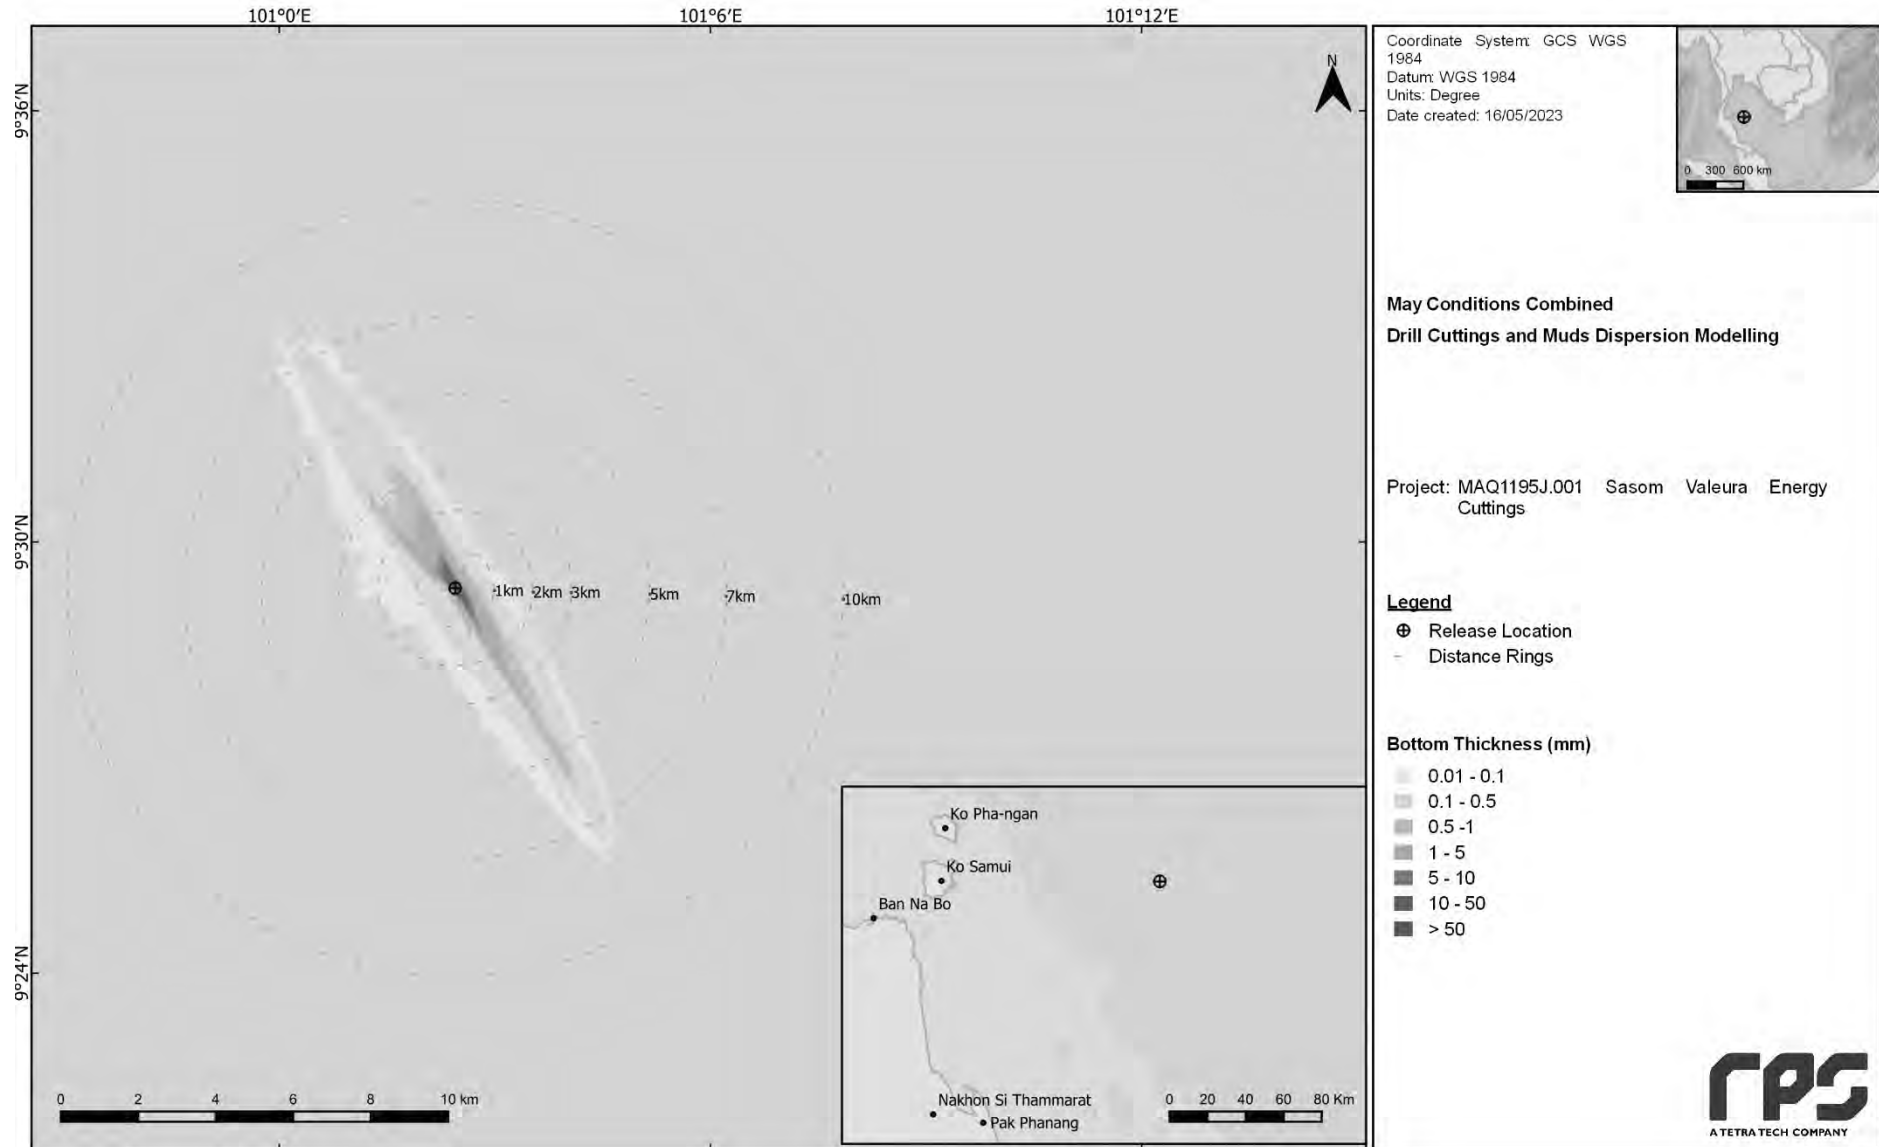 101°0'E
101°6'E
101°12'E
9°36'N
9°30'N
9°24'N
N
1km
2km
3km
5km
7km
10km
0 2 4 6 8 10 km
Ko Pha-ngan
Ko Samui
Ban Na Bo
Nakhon Si Thammarat
Pak Phanang
0 20 40 60 80 Km
Coordinate System: GCS WGS
1984
Datum: WGS 1984
Units: Degree
Date created: 16/05/2023
0 300 600 km
May Conditions Combined
Drill Cuttings and Muds Dispersion Modelling
Project: MAQ1195J.001 Sasom Valeura Energy
Cuttings
Legend
Release Location
Distance Rings
Bottom Thickness (mm)
0.01 - 0.1
0.1 - 0.5
0.5 -1
1 - 5
5 - 10
10 - 50
> 50
rps
A TETRA TECH COMPANY